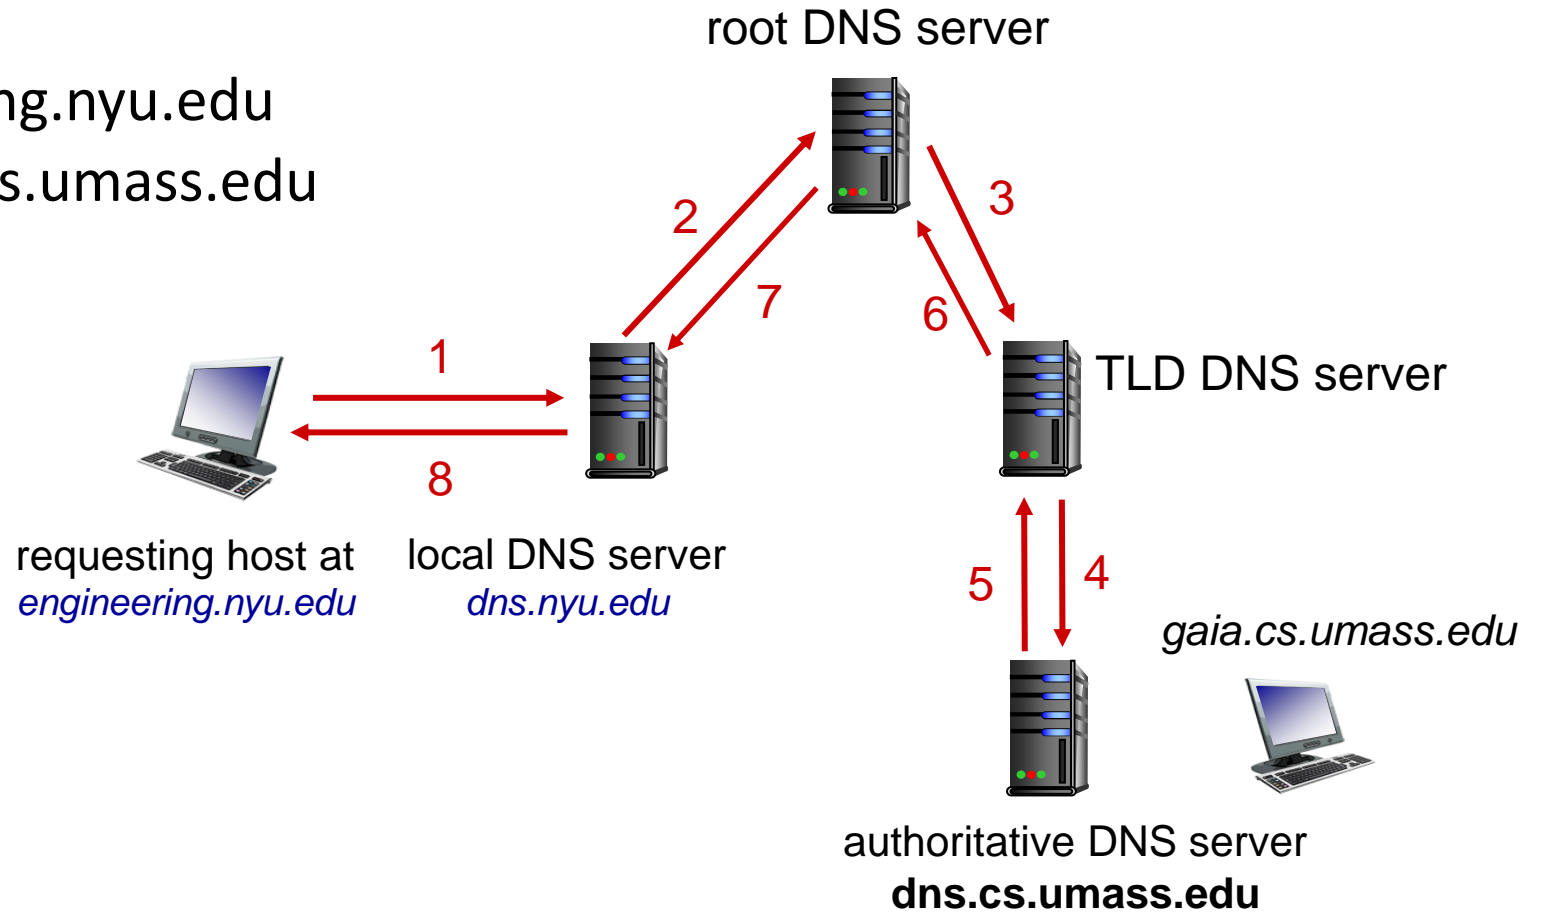 root DNS server
ng.nyu.edu
s.umass.edu
2
3
7
6
1
TLD DNS server
8
requesting host at
engineering.nyu.edu
local DNS server
dns.nyu.edu
5
4
gaia.cs.umass.edu
authoritative DNS server
dns.cs.umass.edu